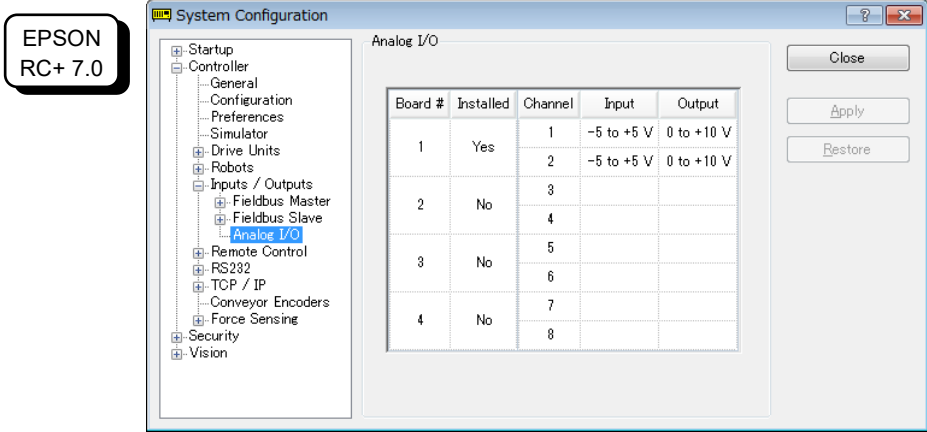 EPSON
RC+ 7.0
System Configuration
Startup
Controller
General
Configuration
Preferences
Simulator
Drive Units
Robots
Inputs / Outputs
Fieldbus Master
Fieldbus Slave
Analog I/O
Remote Control
RS232
TCP / IP
Conveyor Encoders
Force Sensing
Security
Vision
Analog I/O
Board # Installed Channel Input Output
1 Yes 1 -5 to +5 V 0 to +10 V
2 -5 to +5 V 0 to +10 V
2 No 3
4
3 No 5
6
4 No 7
8
Close
Apply
Restore